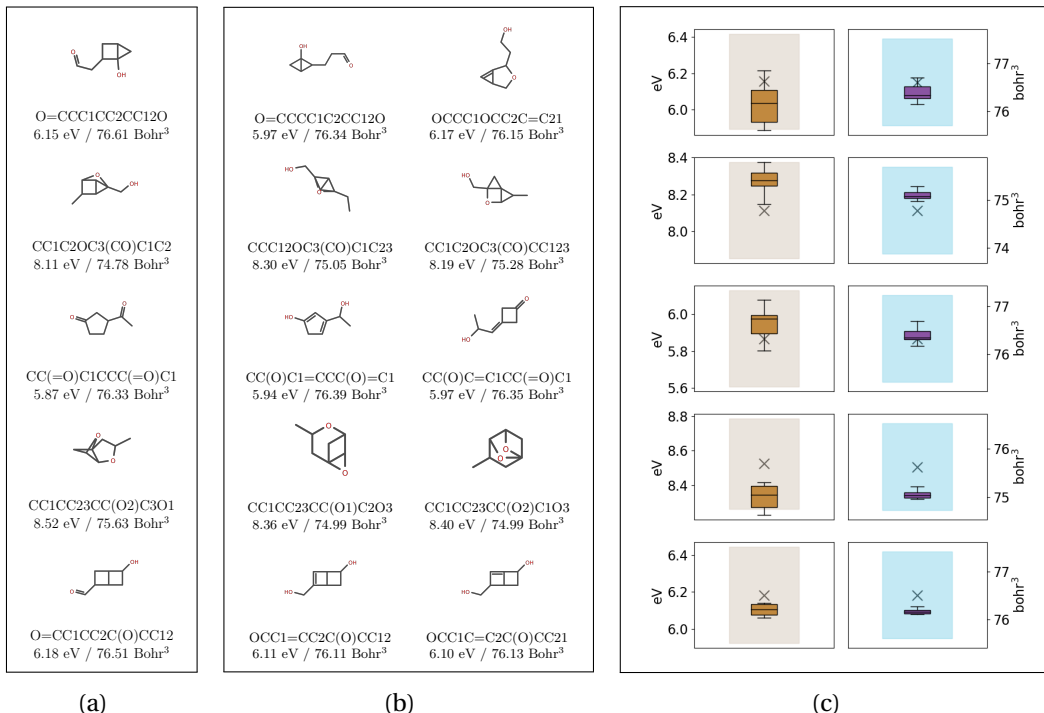 O=CCC1CC2CC12O
6.15 eV / 76.61 Bohr³
CC1C2OC3(CO)C1C2
8.11 eV / 74.78 Bohr³
CC(=O)C1CCC(=O)C1
5.87 eV / 76.33 Bohr³
CC1CC23CC(O2)C3O1
8.52 eV / 75.63 Bohr³
O=CC1CC2C(O)CC12
6.18 eV / 76.51 Bohr³
(a)
O=CCCC1C2CC12O
OCCC1OCC2C=C21
5.97 eV / 76.34 Bohr³
6.17 eV / 76.15 Bohr³
CCC12OC3(CO)C1C23
CC1C2OC3(CO)CC123
8.30 eV / 75.05 Bohr³
8.19 eV / 75.28 Bohr³
CC(O)C1=CCC(O)=C1
CC(O)C=C1CC(=O)C1
5.94 eV / 76.39 Bohr³
5.97 eV / 76.35 Bohr³
CC1CC23CC(O1)C2O3
CC1CC23CC(O2)C1O3
8.36 eV / 74.99 Bohr³
8.40 eV / 74.99 Bohr³
OCC1=CC2C(O)CC12
OCC1C=C2C(O)CC21
6.11 eV / 76.11 Bohr³
6.10 eV / 76.13 Bohr³
(b)
6.4
6.2
6.0
eV
77
76
bohr³
8.4
8.2
8.0
eV
75
74
bohr³
6.0
5.8
5.6
eV
77
76
bohr³
8.8
8.6
8.4
eV
76
75
bohr³
6.4
6.2
6.0
eV
77
76
bohr³
(c)